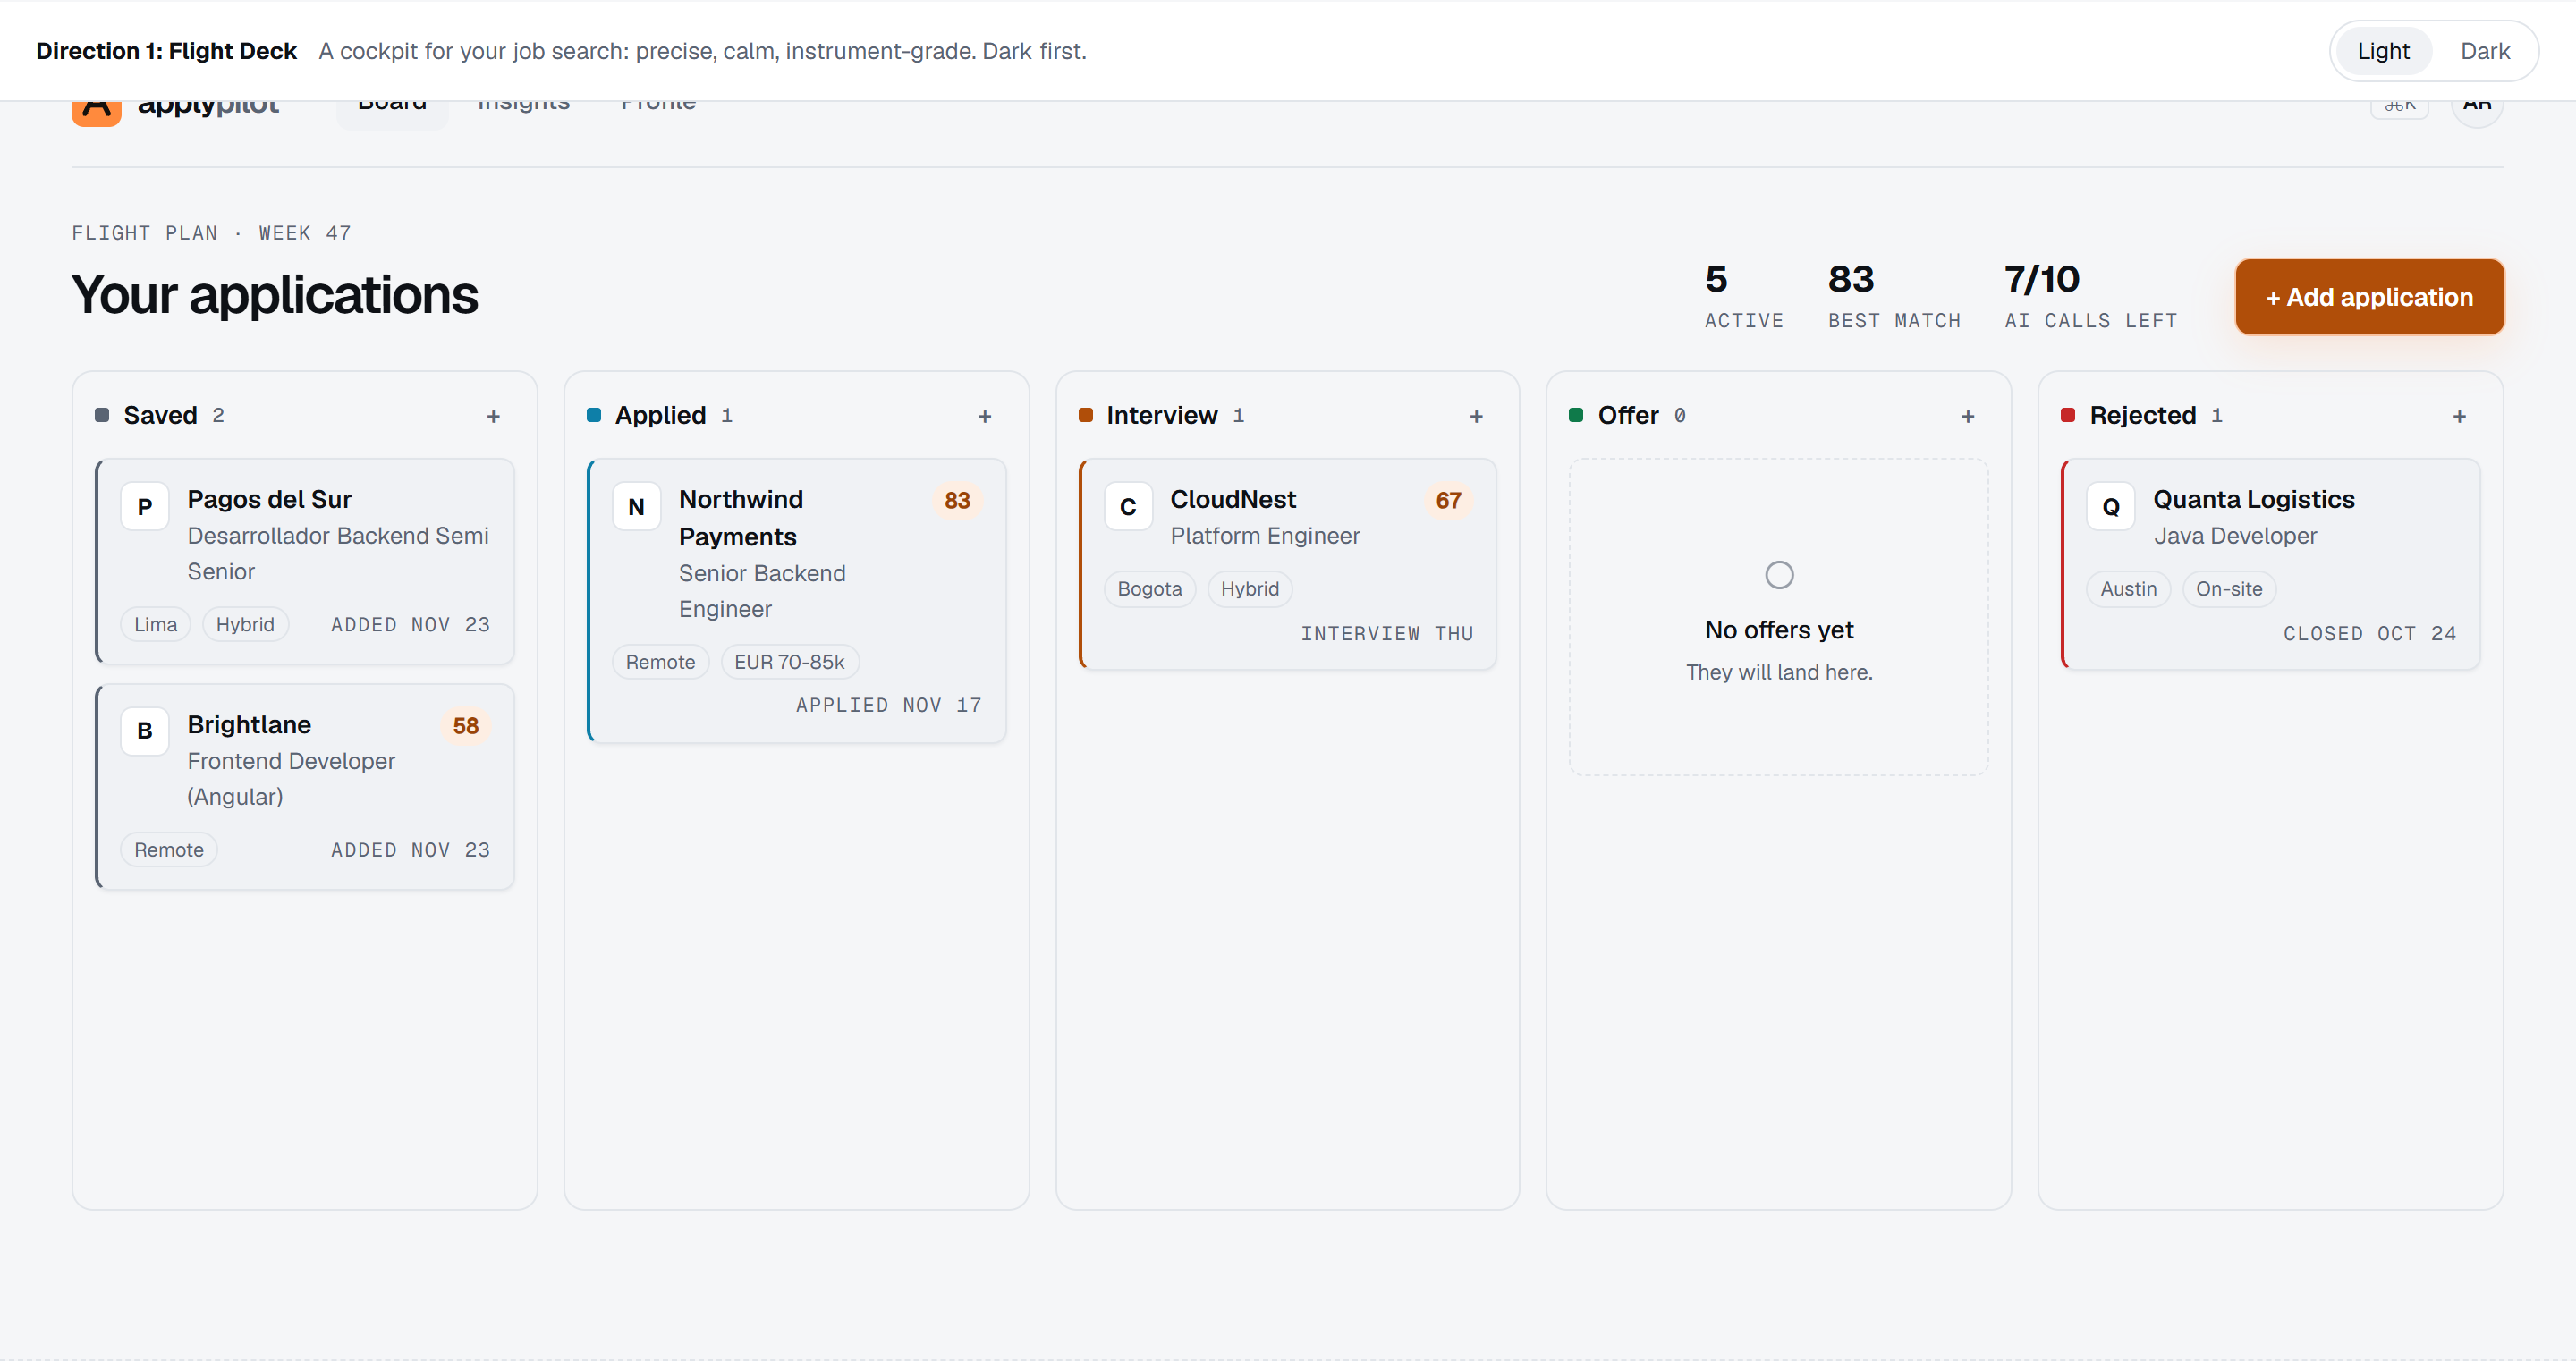 Direction 1: Flight Deck A cockpit for your job search: precise, calm, instrument-grade. Dark first.
Light Dark
applypilot Board Insights Profile
⌘K AR
FLIGHT PLAN · WEEK 47
Your applications
5 ACTIVE
83 BEST MATCH
7/10 AI CALLS LEFT
+ Add application
Saved 2 +
P Pagos del Sur
Desarrollador Backend Semi
Senior
Lima Hybrid ADDED NOV 23
B Brightlane 58
Frontend Developer
(Angular)
Remote ADDED NOV 23
Applied 1 +
N Northwind 83
Payments
Senior Backend
Engineer
Remote EUR 70-85k
APPLIED NOV 17
Interview 1 +
C CloudNest 67
Platform Engineer
Bogota Hybrid
INTERVIEW THU
Offer 0 +
No offers yet
They will land here.
Rejected 1 +
Q Quanta Logistics
Java Developer
Austin On-site
CLOSED OCT 24